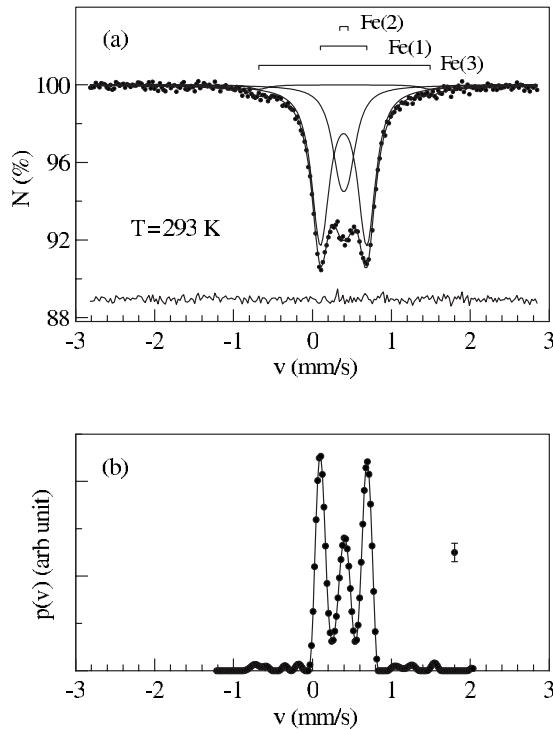 (a)
Fe(2)
Fe(1)
Fe(3)
100
96
92
88
N (%)
T=293 K
-3 -2 -1 0 1 2 3
v (mm/s)
(b)
p(v) (arb unit)
-3 -2 -1 0 1 2 3
v (mm/s)